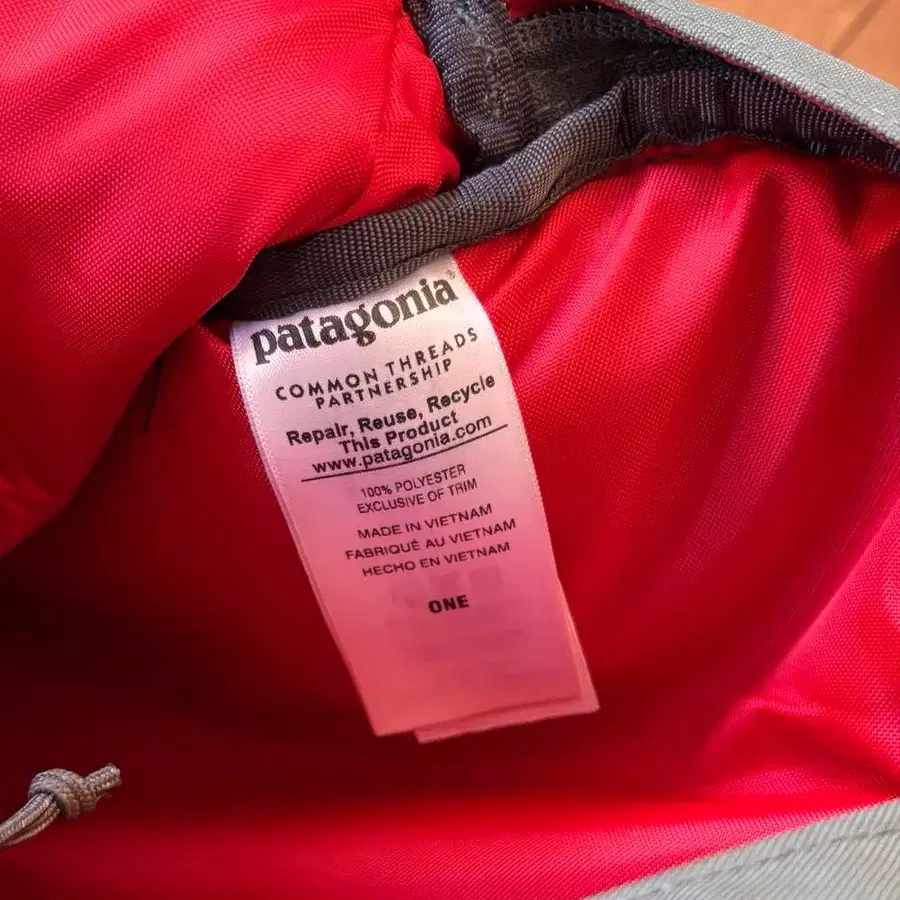 patagonia®
COMMON THREADS
PARTNERSHIP
Repair, Reuse, Recycle
This Product
www.patagonia.com
100% POLYESTER
EXCLUSIVE OF TRIM
MADE IN VIETNAM
FABRIQUÉ AU VIETNAM
HECHO EN VIETNAM
ONE